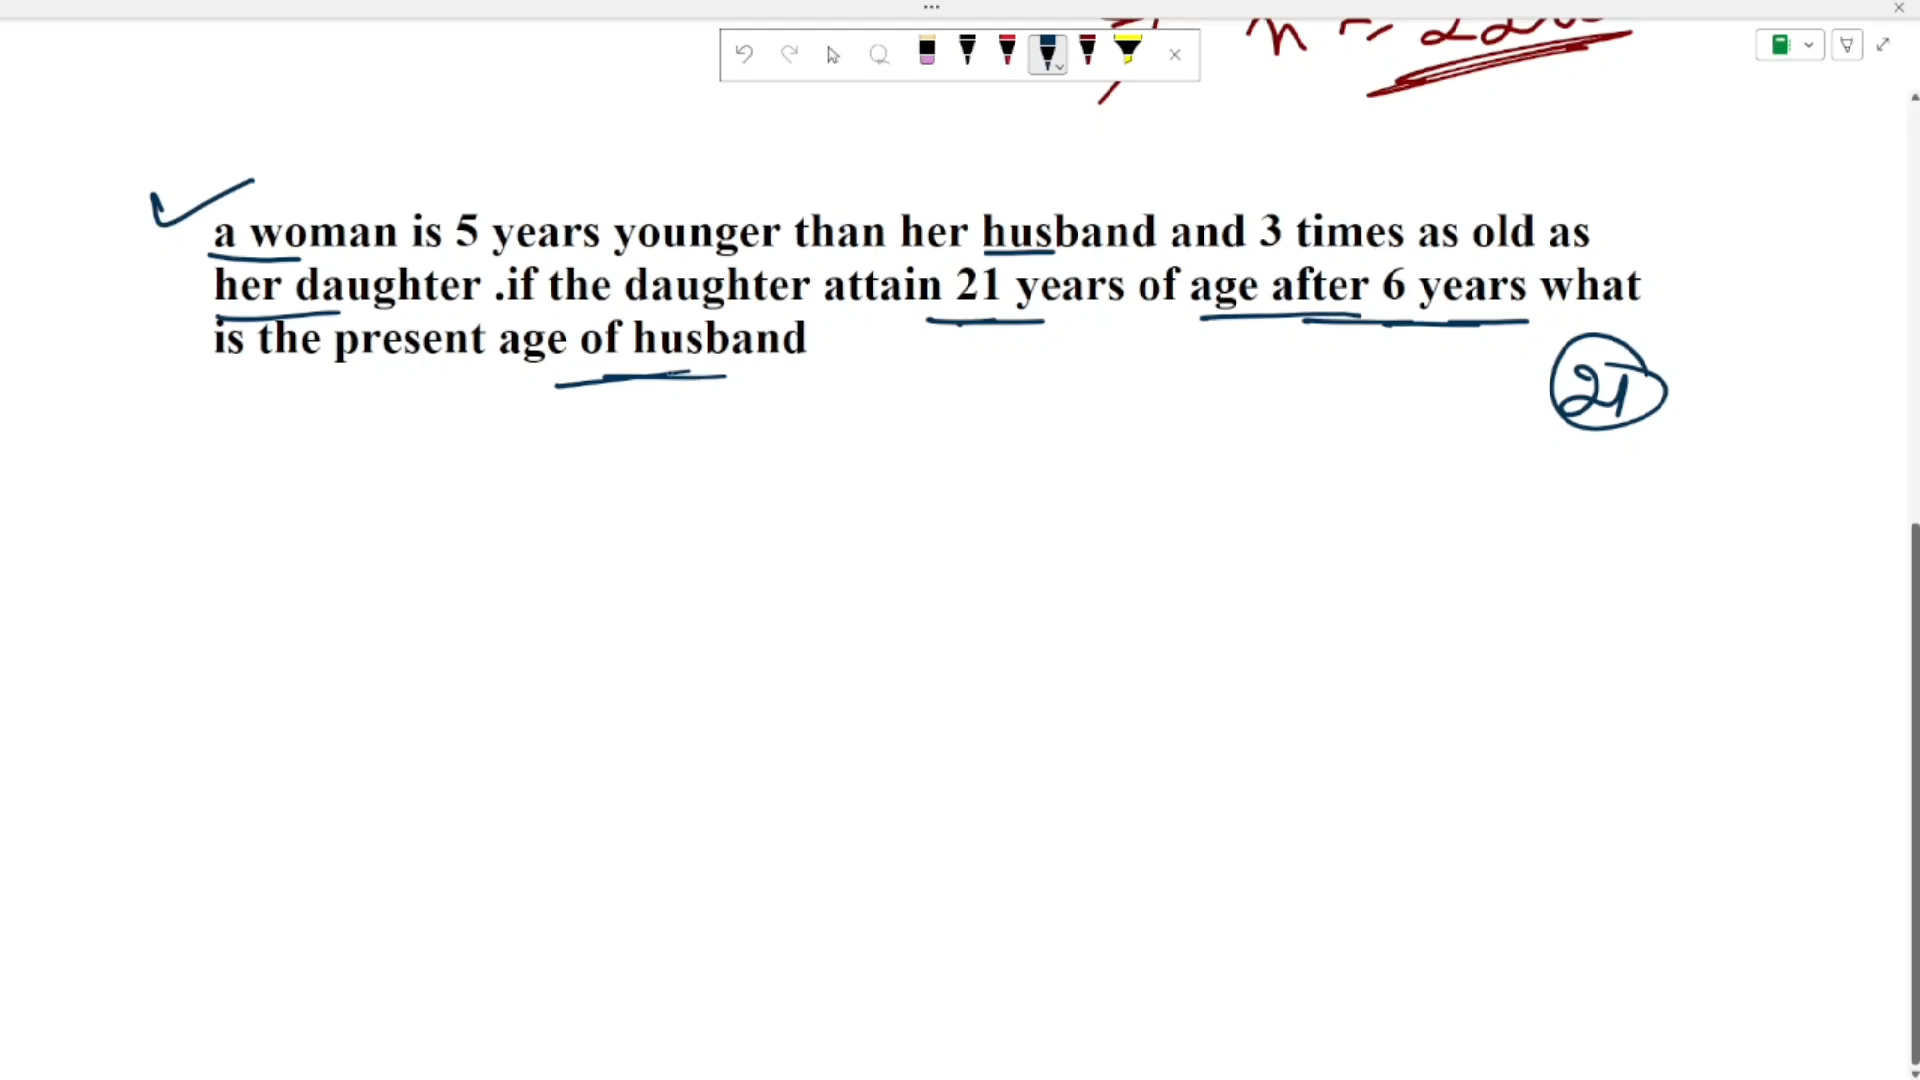 a woman is 5 years younger than her husband and 3 times as old as
her daughter .if the daughter attain 21 years of age after 6 years what
is the present age of husband
21